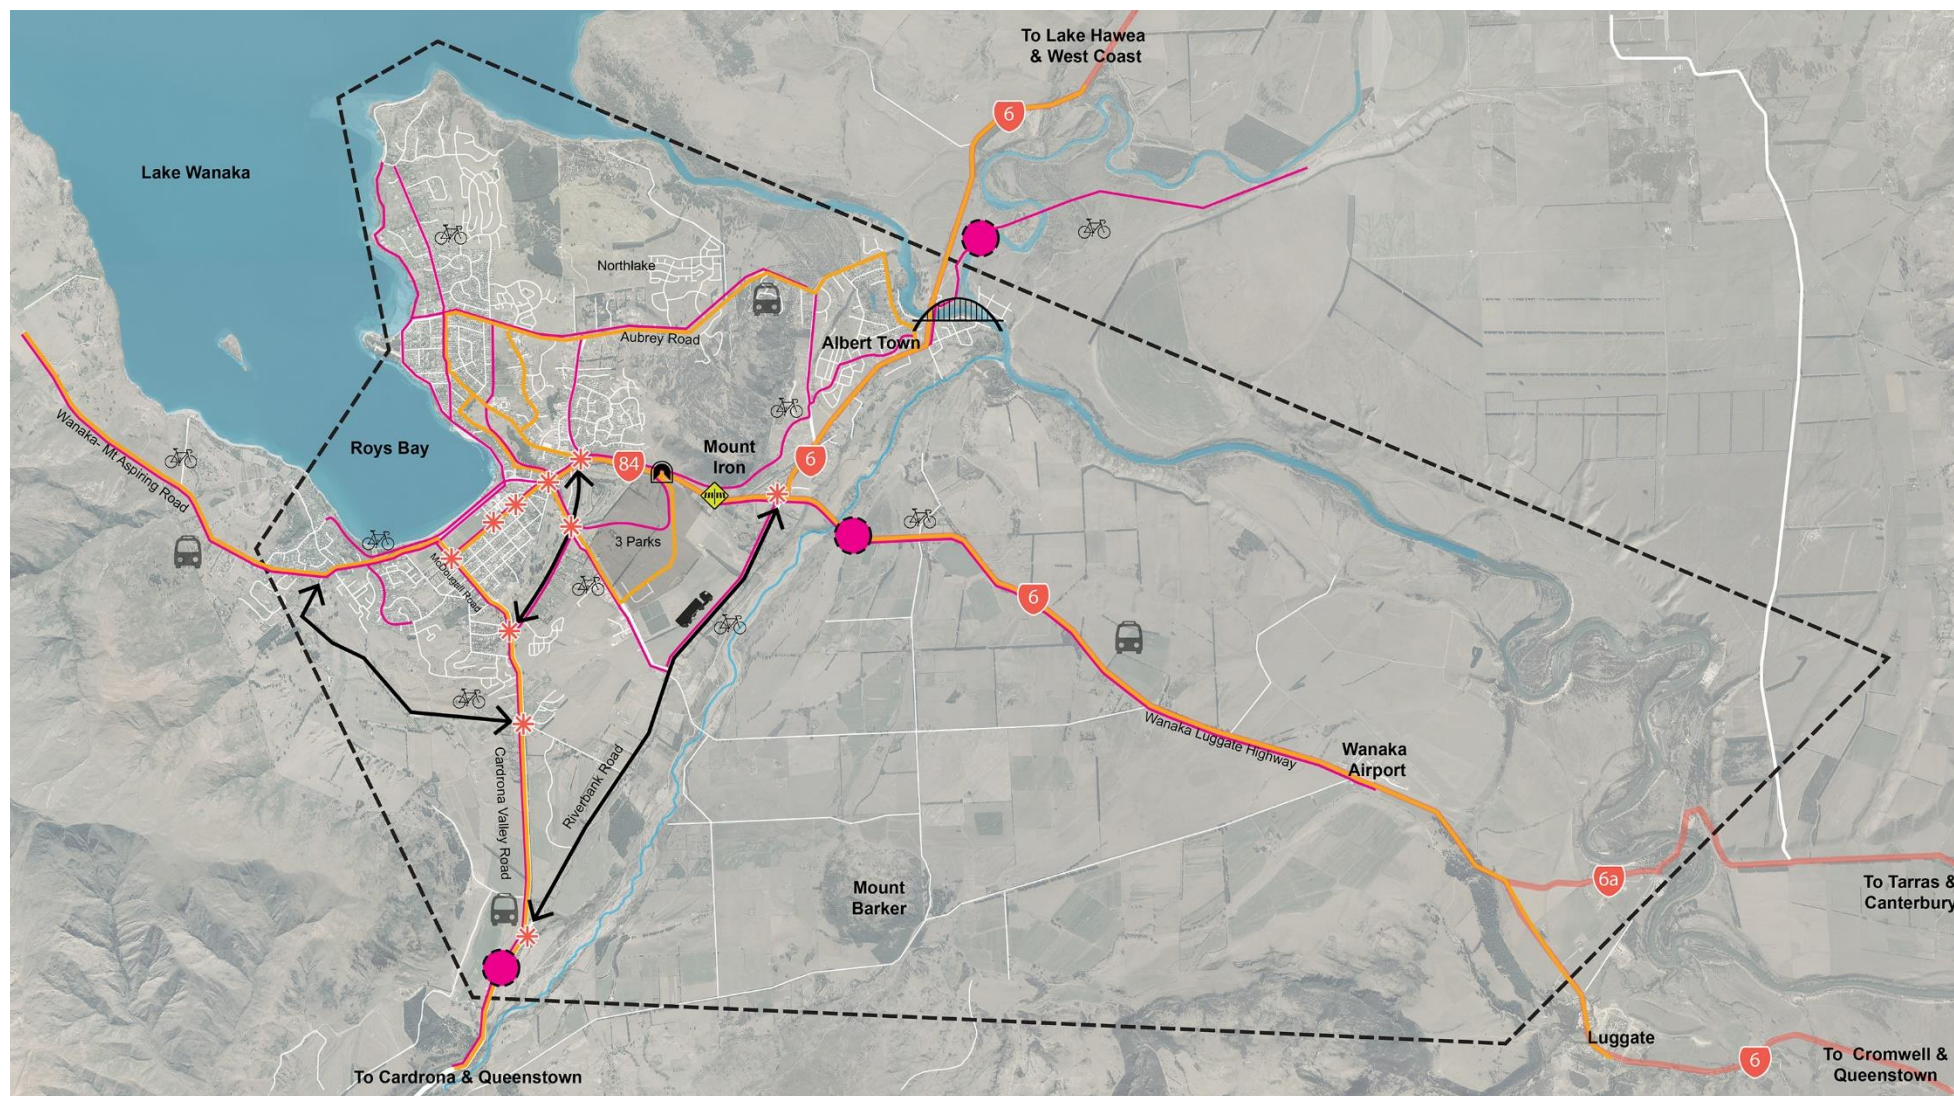 To Lake Hawea
& West Coast
6
Lake Wanaka
Northlake
Aubrey Road
Albert Town
Wanaka- Mt Aspiring Road
Roys Bay
84
Mount
Iron
6
3 Parks
McDougall Road
6
Wanaka Luggate Highway
Wanaka
Airport
Cardrona Valley Road
Riverbank Road
Mount
Barker
6a
To Tarras &
Canterbury
Luggate
6
To Cromwell &
Queenstown
To Cardrona & Queenstown